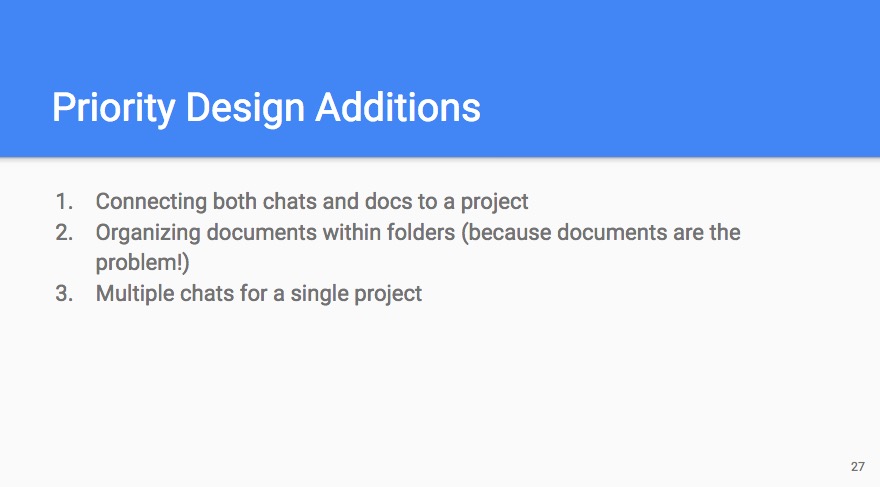 Priority Design Additions
1. Connecting both chats and docs to a project
2. Organizing documents within folders (because documents are the
problem!)
3. Multiple chats for a single project
27